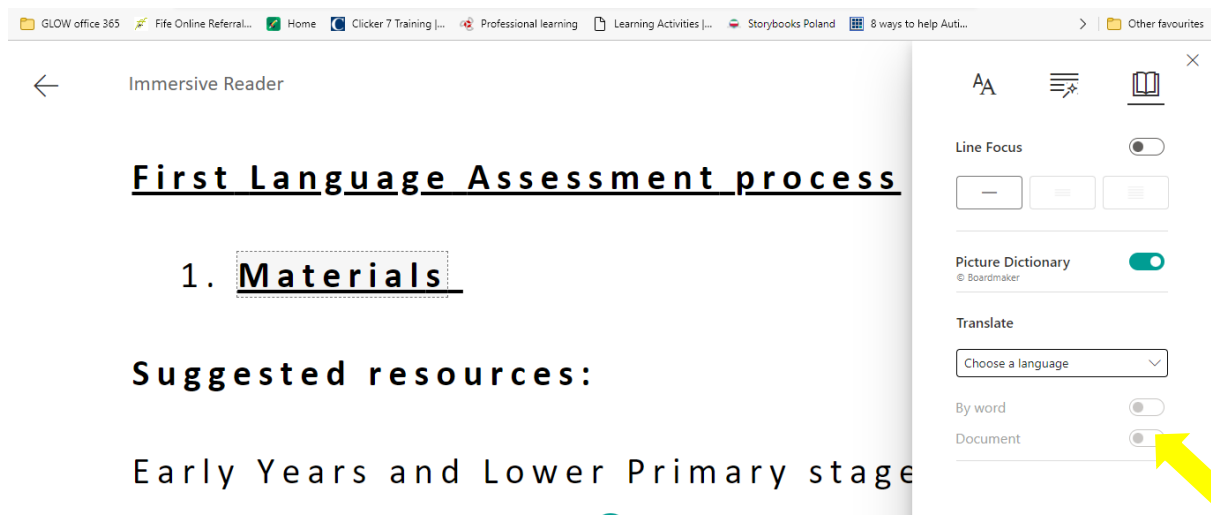 GLOW office 365 Fife Online Referral... Home Clicker 7 Training |... Professional learning Learning Activities |... Storybooks Poland 8 ways to help Auti... Other favourites
Immersive Reader
First Language Assessment process
1. Materials
Suggested resources:
Early Years and Lower Primary stage
AA
Line Focus
Picture Dictionary
© Boardmaker
Translate
Choose a language
By word
Document